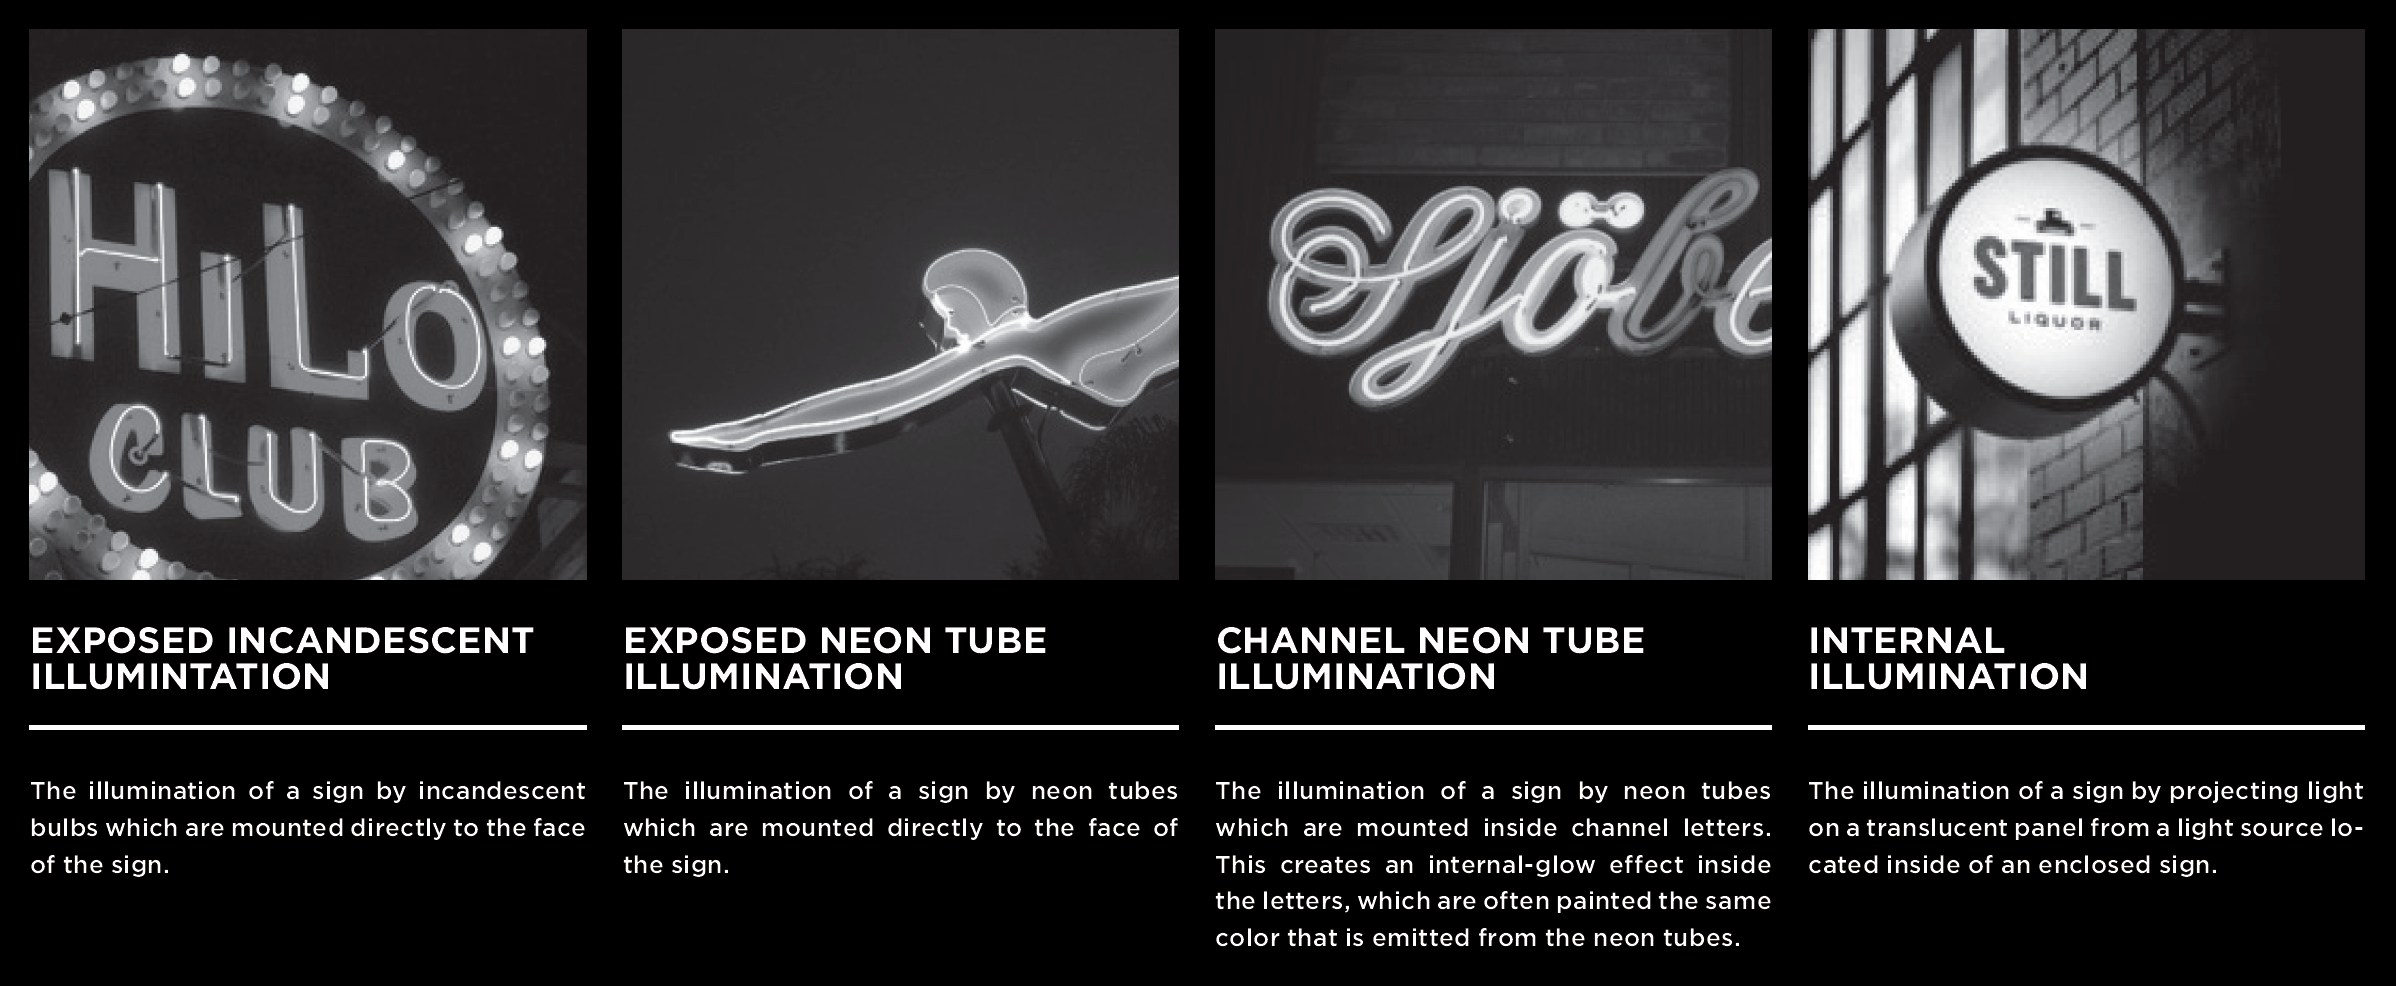 HiLo
CLUB
Sjöbe
STILL
LIQUOR
EXPOSED INCANDESCENT
ILLUMINTATION
The illumination of a sign by incandescent
bulbs which are mounted directly to the face
of the sign.
EXPOSED NEON TUBE
ILLUMINATION
The illumination of a sign by neon tubes
which are mounted directly to the face of
the sign.
CHANNEL NEON TUBE
ILLUMINATION
The illumination of a sign by neon tubes
which are mounted inside channel letters.
This creates an internal-glow effect inside
the letters, which are often painted the same
color that is emitted from the neon tubes.
INTERNAL
ILLUMINATION
The illumination of a sign by projecting light
on a translucent panel from a light source lo-
cated inside of an enclosed sign.